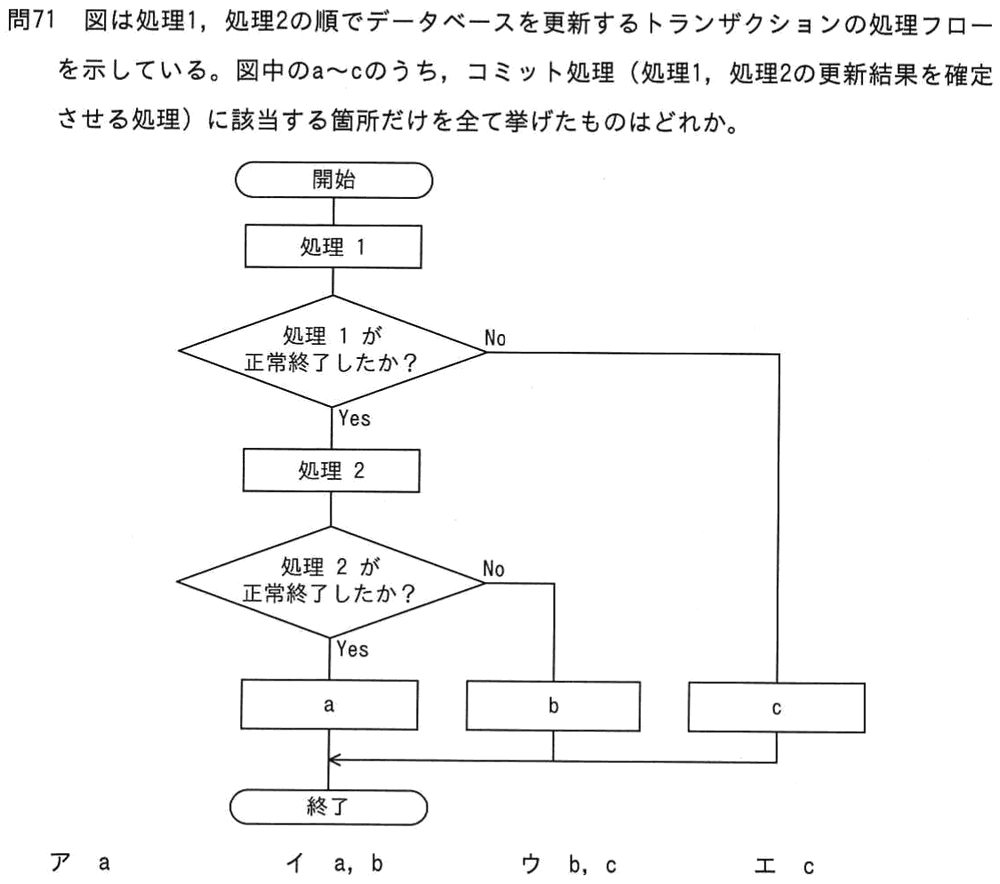 問71　図は処理1，処理2の順でデータベースを更新するトランザクションの処理フロー
を示している。図中のa～cのうち，コミット処理（処理1，処理2の更新結果を確定
させる処理）に該当する箇所だけを全て挙げたものはどれか。
開始
処理 1
処理 1 が
正常終了したか？
No
Yes
処理 2
処理 2 が
正常終了したか？
No
Yes
a
b
c
終了
ア　a　イ　a，b　ウ　b，c　エ　c